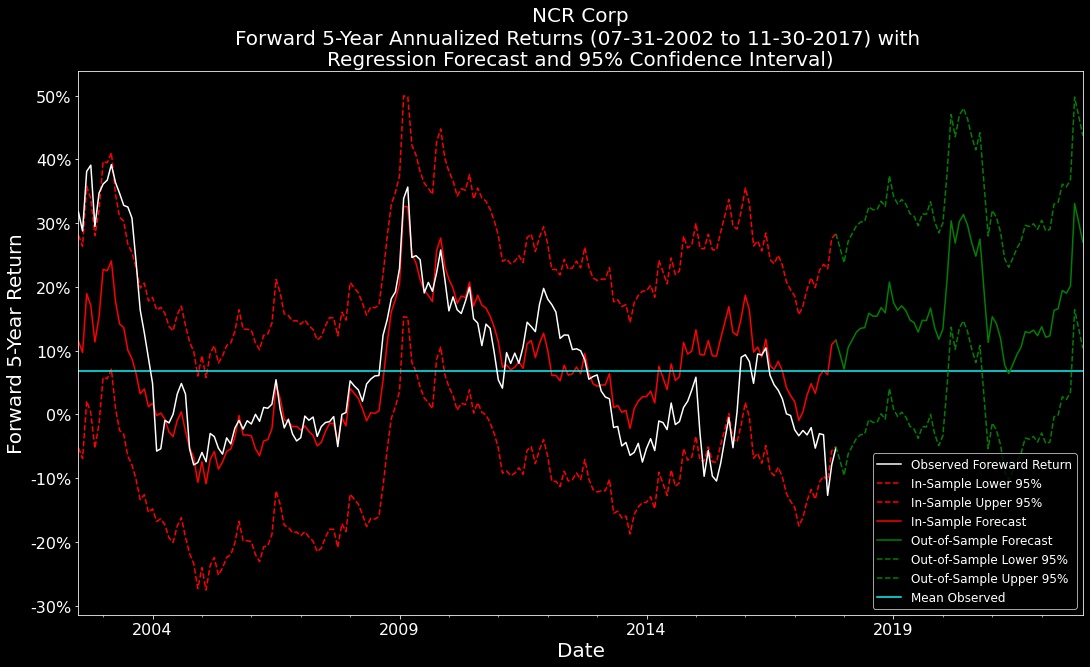 NCR Corp
Forward 5-Year Annualized Returns (07-31-2002 to 11-30-2017) with
Regression Forecast and 95% Confidence Interval)
Forward 5-Year Return
50%
40%
30%
20%
10%
0%
-10%
-20%
-30%
Observed Foreward Return
In-Sample Lower 95%
In-Sample Upper 95%
In-Sample Forecast
Out-of-Sample Forecast
Out-of-Sample Lower 95%
Out-of-Sample Upper 95%
Mean Observed
2004
2009
2014
2019
Date